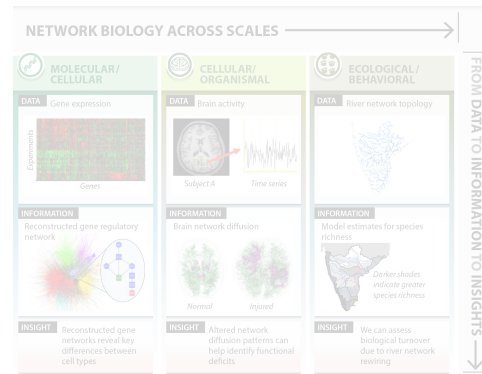 NETWORK BIOLOGY ACROSS SCALES
FROM DATA TO INFORMATION TO INSIGHTS
MOLECULAR/
CELLULAR
DATA Gene expression
Experiments
Genes
INFORMATION
Reconstructed gene regulatory
network
INSIGHT Reconstructed gene
networks reveal key
differences between
cell types
CELLULAR/
ORGANISMAL
DATA Brain activity
Subject A Time series
INFORMATION
Brain network diffusion
Normal Injured
INSIGHT Altered network
diffusion patterns can
help identify functional
deficits
ECOLOGICAL/
BEHAVIORAL
DATA River network topology
INFORMATION
Model estimates for species
richness
Darker shades
indicate greater
species richness
INSIGHT We can assess
biological turnover
due to river network
rewiring